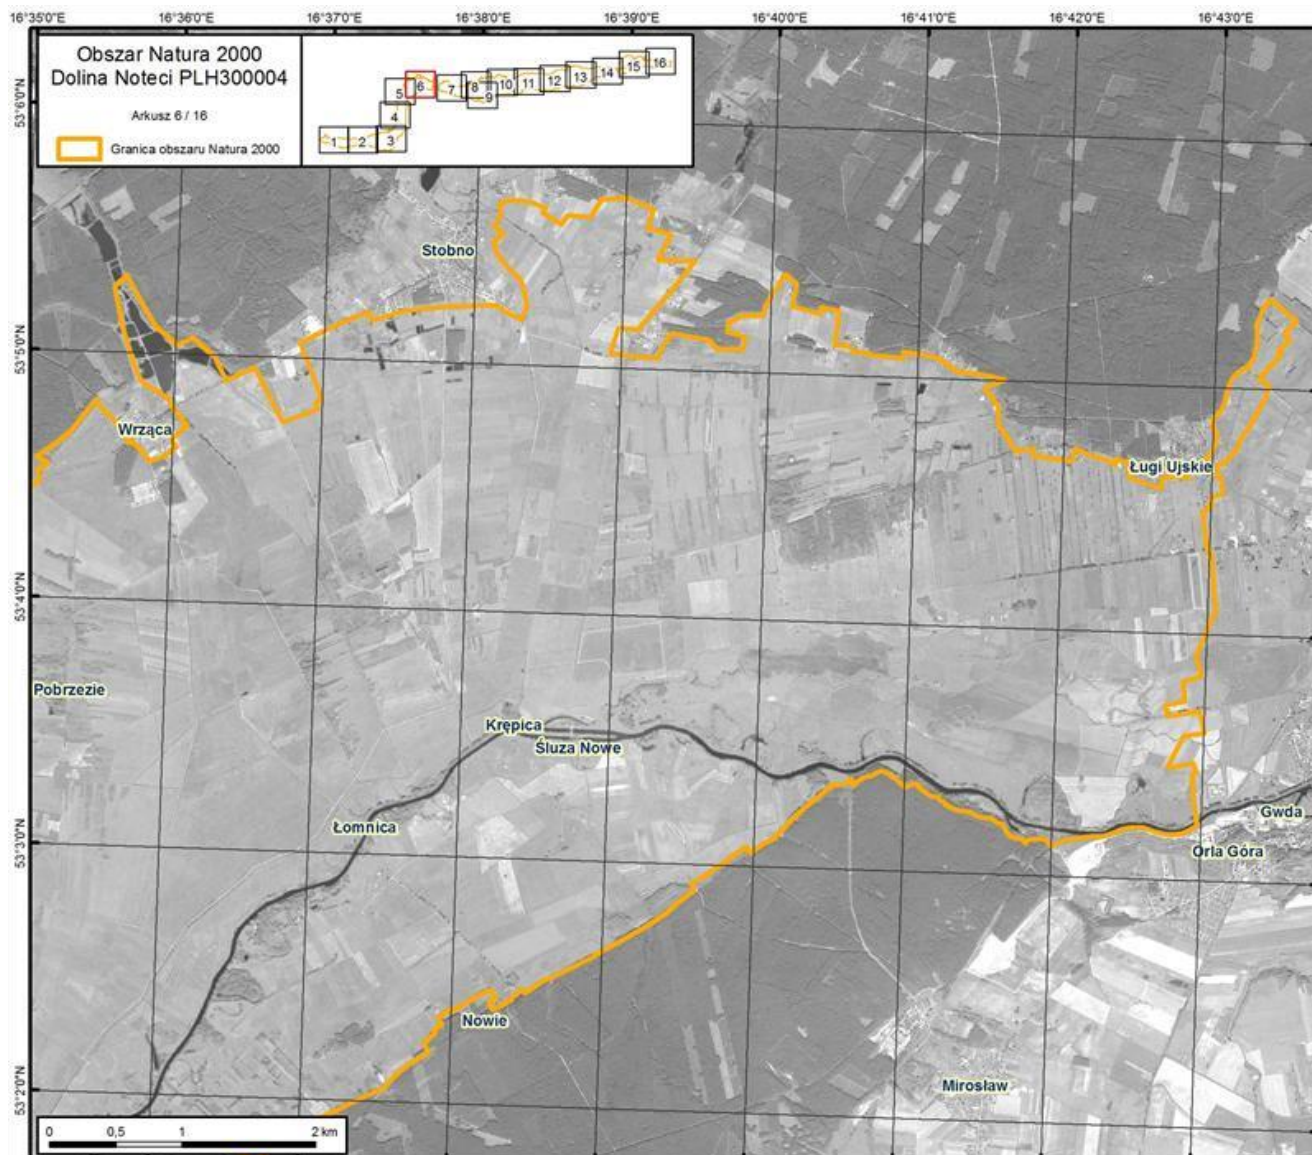 16°35'0"E 16°36'0"E 16°37'0"E 16°38'0"E 16°39'0"E 16°40'0"E 16°41'0"E 16°42'0"E 16°43'0"E
Obszar Natura 2000
Dolina Noteci PLH300004
Arkusz 6 / 16
Granica obszaru Natura 2000
1 2 3 4 5 6 7 8 9 10 11 12 13 14 15 16
53°6'0"N
Stobno
53°5'0"N
Wrząca
Ługi Ujskie
53°4'0"N
Pobrzezie
Krępica
Śluza Nowe
Gwda
Łomnica
53°3'0"N
Orla Góra
Nowie
Mirosław
53°2'0"N
0 0,5 1 2 km